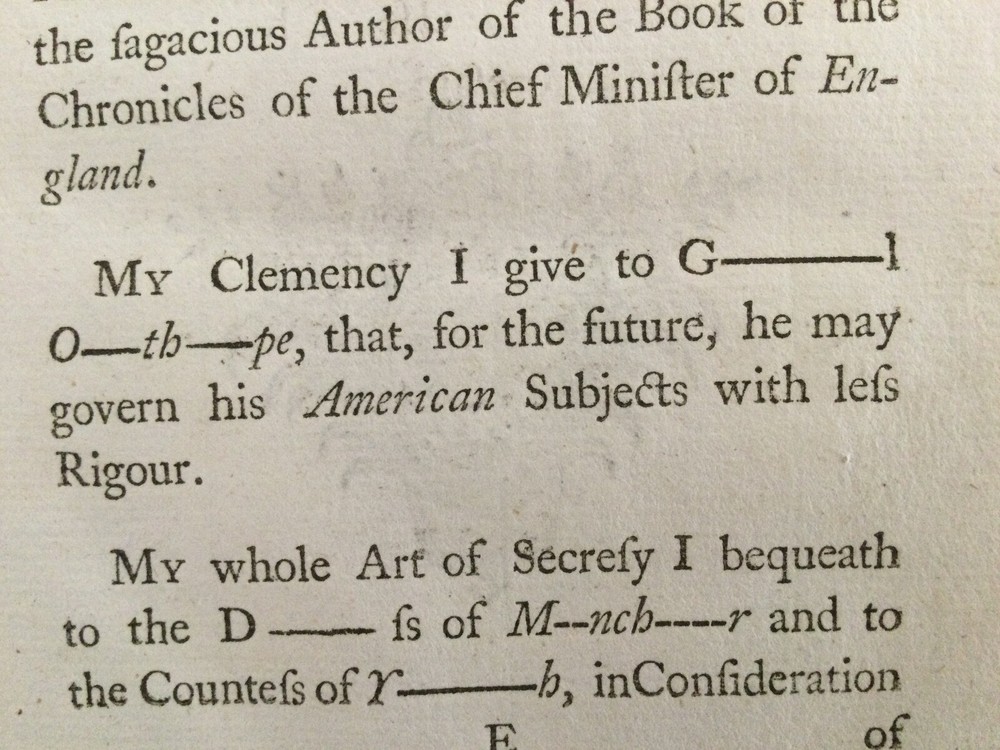 the ſagacious Author of the Book of the
Chronicles of the Chief Miniſter of En-
gland.
My Clemency I give to G———l
O—th—pe, that, for the future, he may
govern his American Subjects with leſs
Rigour.
My whole Art of Secreſy I bequeath
to the D —— ſs of M--nch----r and to
the Counteſs of Y———h, inConſideration
E of